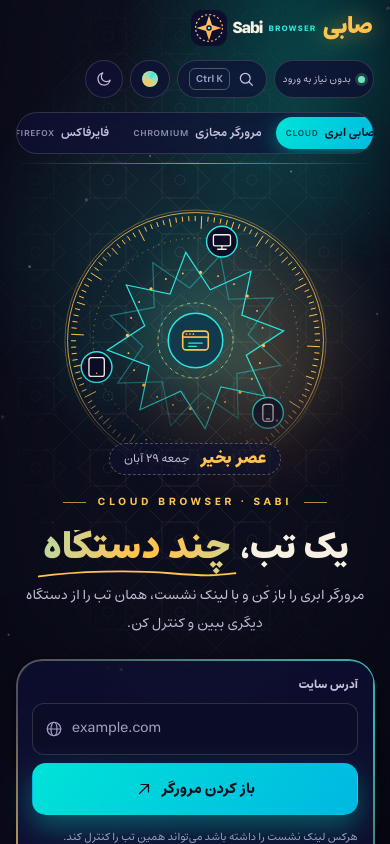 صابی BROWSER Sabi
بدون نیاز به ورود Ctrl K
صابی ابری CLOUD مرورگر مجازی CHROMIUM فایرفاکس FIREFOX
عصر بخیر جمعه ۲۹ آبان
CLOUD BROWSER · SABI
یک تب، چند دستگاه
مرورگر ابری را باز کن و با لینک نشست، همان تب را از دستگاه
دیگری ببین و کنترل کن.
آدرس سایت
example.com
باز کردن مرورگر
هرکس لینک نشست را داشته باشد می‌تواند همین تب را کنترل کند.